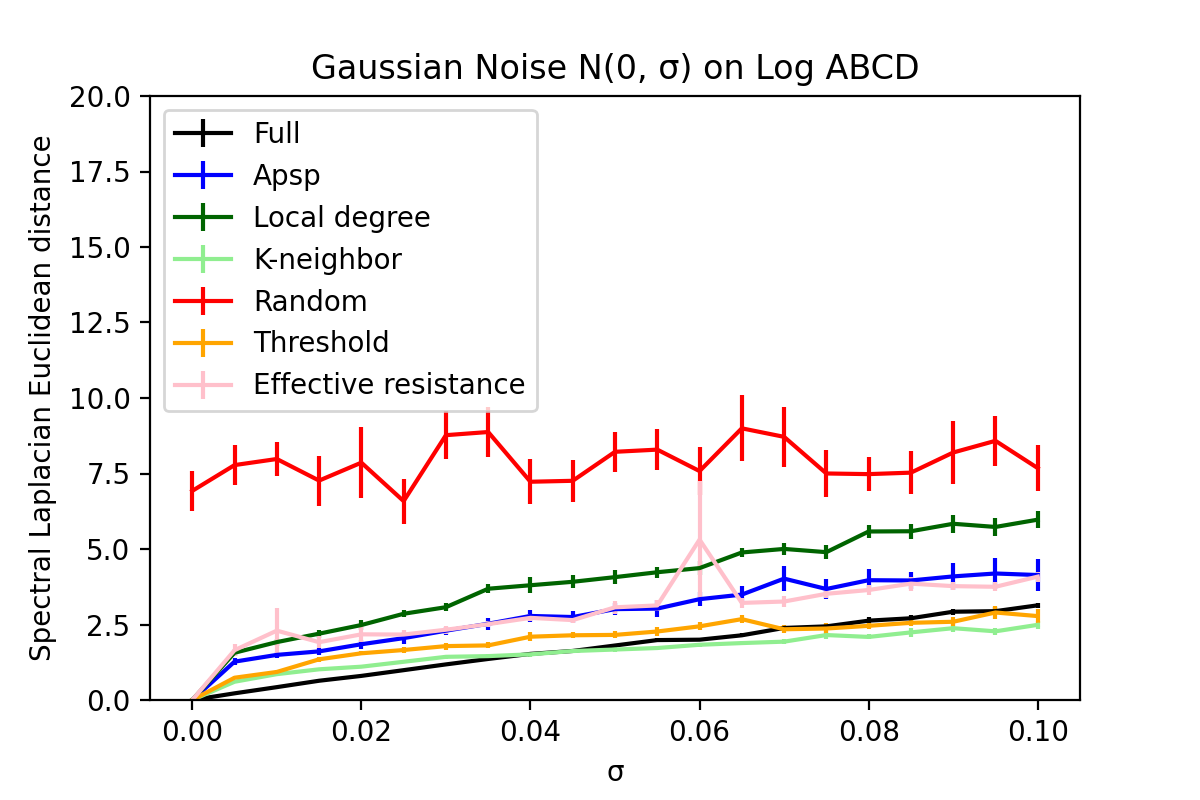 Gaussian Noise N(0, σ) on Log ABCD
Spectral Laplacian Euclidean distance
20.0
17.5
15.0
12.5
10.0
7.5
5.0
2.5
0.0
Full
Apsp
Local degree
K-neighbor
Random
Threshold
Effective resistance
0.00 0.02 0.04 0.06 0.08 0.10
σ